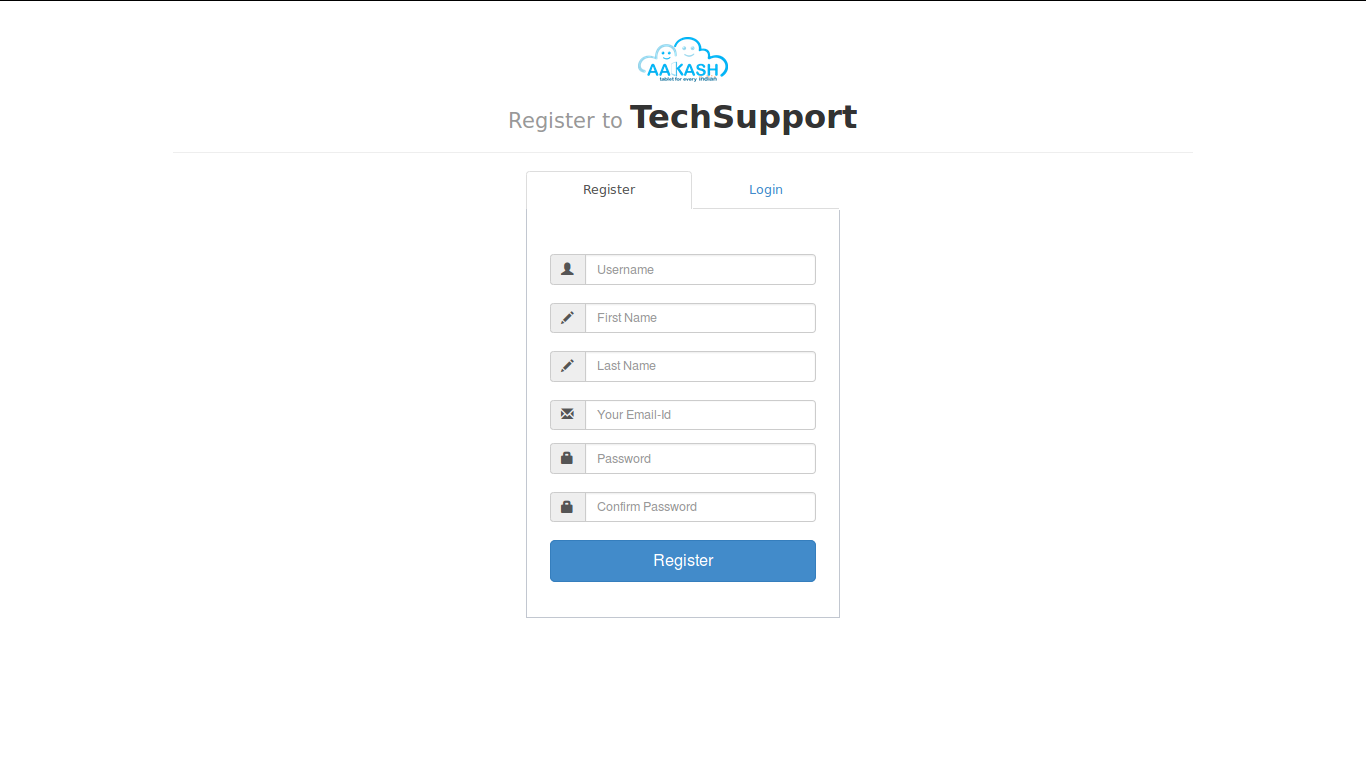 AAKASH
tablet for every indian
Register to TechSupport
Register Login
Username
First Name
Last Name
Your Email-Id
Password
Confirm Password
Register